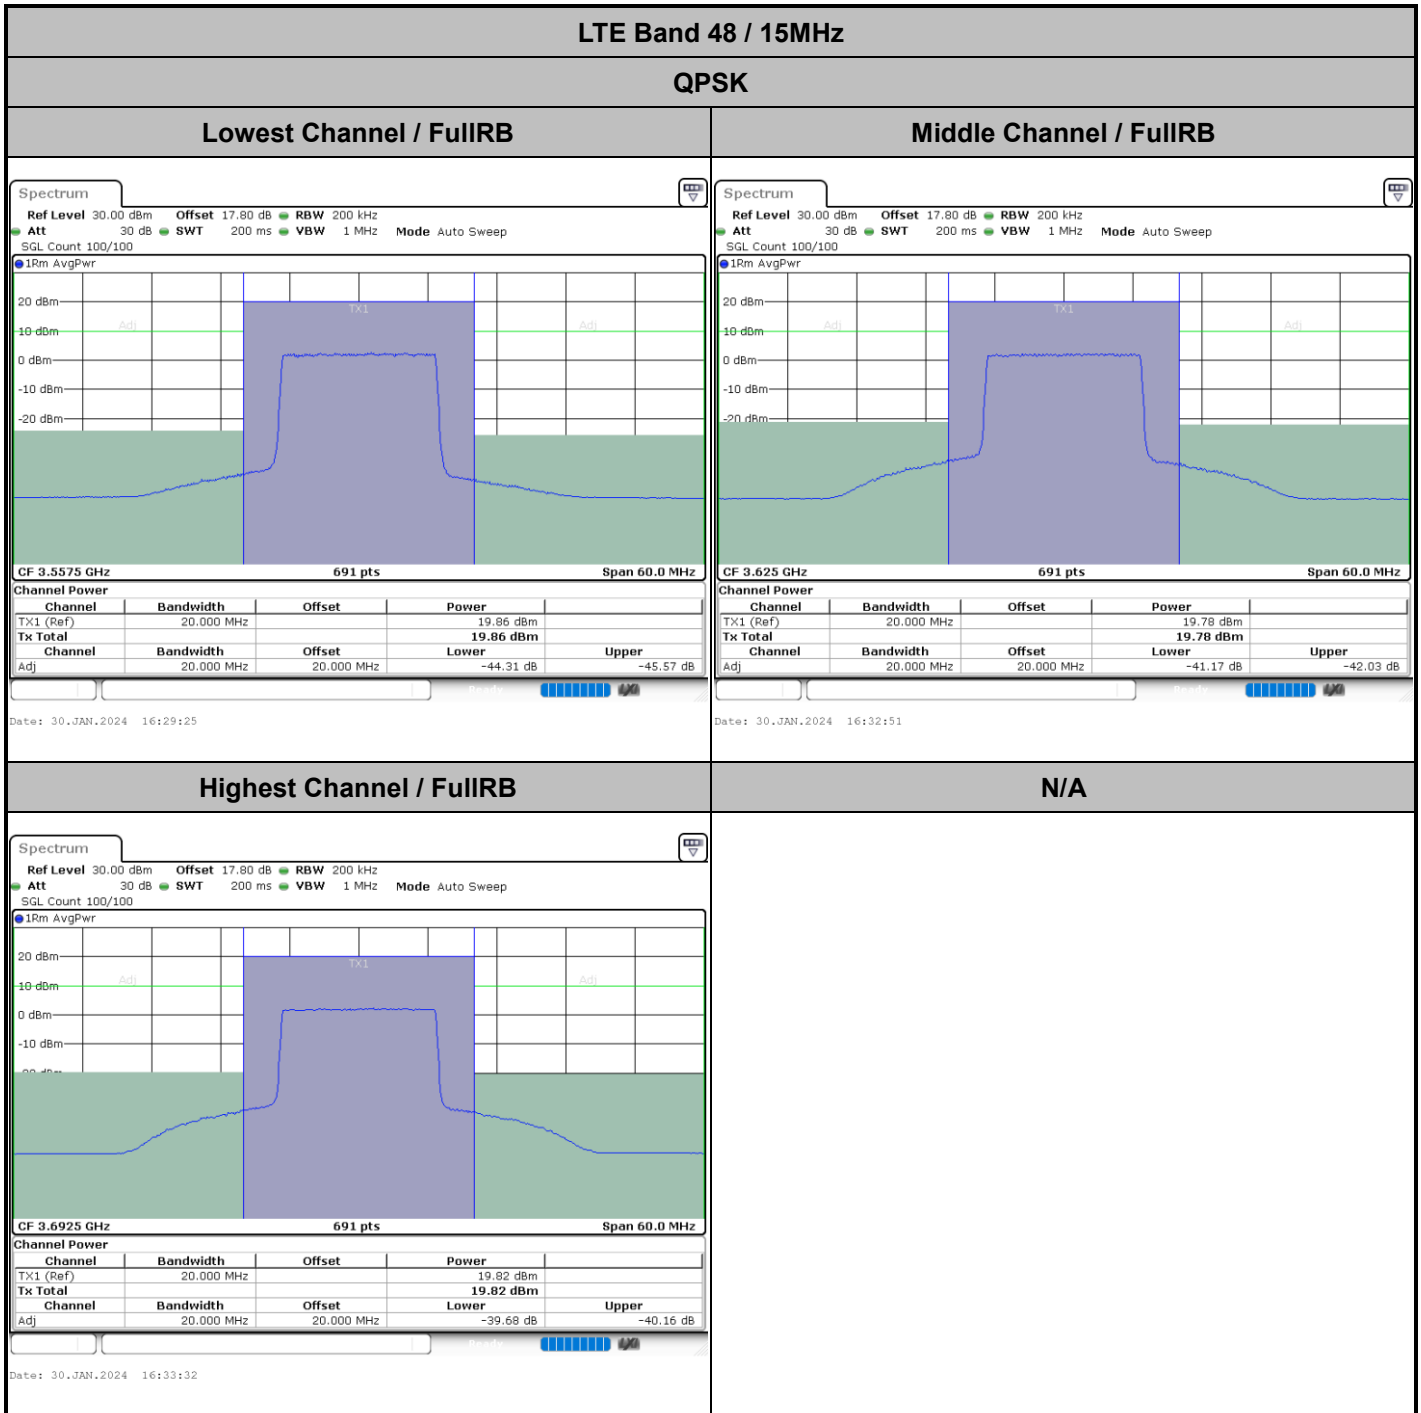 LTE Band 48 / 15MHz
QPSK
Lowest Channel / FullRB
Middle Channel / FullRB
Spectrum
Ref Level 30.00 dBm Offset 17.80 dB RBW 200 kHz
Att 30 dB SWT 200 ms VBW 1 MHz Mode Auto Sweep
SGL Count 100/100
1Rm AvgPwr
20 dBm
10 dBm
0 dBm
-10 dBm
-20 dBm
Adj
TX1
Adj
CF 3.5575 GHz 691 pts Span 60.0 MHz
Channel Power
Channel Bandwidth Offset Power
TX1 (Ref) 20.000 MHz 19.86 dBm
Tx Total 19.86 dBm
Channel Bandwidth Offset Lower Upper
Adj 20.000 MHz 20.000 MHz -44.31 dB -45.57 dB
Ready
Date: 30.JAN.2024 16:29:25
Spectrum
Ref Level 30.00 dBm Offset 17.80 dB RBW 200 kHz
Att 30 dB SWT 200 ms VBW 1 MHz Mode Auto Sweep
SGL Count 100/100
1Rm AvgPwr
20 dBm
10 dBm
0 dBm
-10 dBm
-20 dBm
Adj
TX1
Adj
CF 3.625 GHz 691 pts Span 60.0 MHz
Channel Power
Channel Bandwidth Offset Power
TX1 (Ref) 20.000 MHz 19.78 dBm
Tx Total 19.78 dBm
Channel Bandwidth Offset Lower Upper
Adj 20.000 MHz 20.000 MHz -41.17 dB -42.03 dB
Ready
Date: 30.JAN.2024 16:32:51
Highest Channel / FullRB
N/A
Spectrum
Ref Level 30.00 dBm Offset 17.80 dB RBW 200 kHz
Att 30 dB SWT 200 ms VBW 1 MHz Mode Auto Sweep
SGL Count 100/100
1Rm AvgPwr
20 dBm
10 dBm
0 dBm
-10 dBm
Adj
TX1
Adj
CF 3.6925 GHz 691 pts Span 60.0 MHz
Channel Power
Channel Bandwidth Offset Power
TX1 (Ref) 20.000 MHz 19.82 dBm
Tx Total 19.82 dBm
Channel Bandwidth Offset Lower Upper
Adj 20.000 MHz 20.000 MHz -39.68 dB -40.16 dB
Ready
Date: 30.JAN.2024 16:33:32